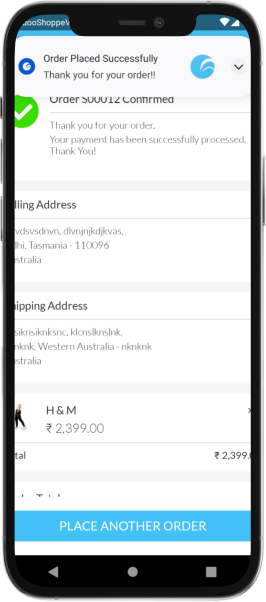 ooShoppeV
Order Placed Successfully
Thank you for your order!!
Order S00012 Confirmed
Thank you for your order.
Your payment has been successfully processed.
Thank You!
lling Address
vdsvsdnvn, dlvnjnjkdjkvas,
lhi, Tasmania - 110096
ustralia
hipping Address
siknsiknksnc, klcnslknslnk,
nknk, Western Australia - nknknk
ustralia
H & M
₹ 2,399.00
tal ₹ 2,399.
PLACE ANOTHER ORDER